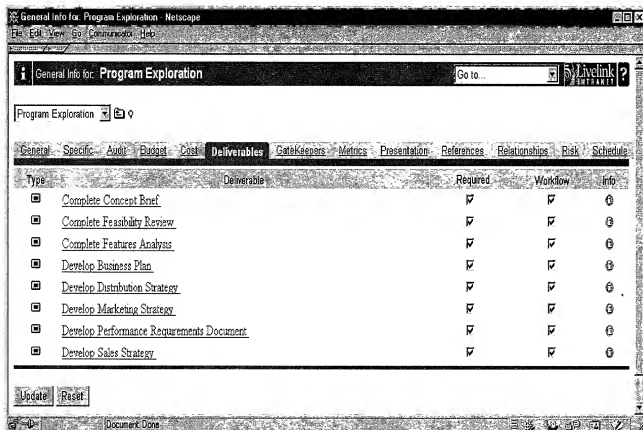 General Info for: Program Exploration - Netscape
File Edit View Go Communicator Help
i General Info for: Program Exploration Go to... Livelink INTRANET ?
Program Exploration
General Specific Audit Budget Cost Deliverables GateKeepers Metrics Presentation References Relationships Risk Schedule
Type Deliverable Required Workflow Info
Complete Concept Brief
Complete Feasibility Review
Complete Features Analysis
Develop Business Plan
Develop Distribution Strategy
Develop Marketing Strategy
Develop Performance Requirements Document
Develop Sales Strategy
Update Reset
Document Done